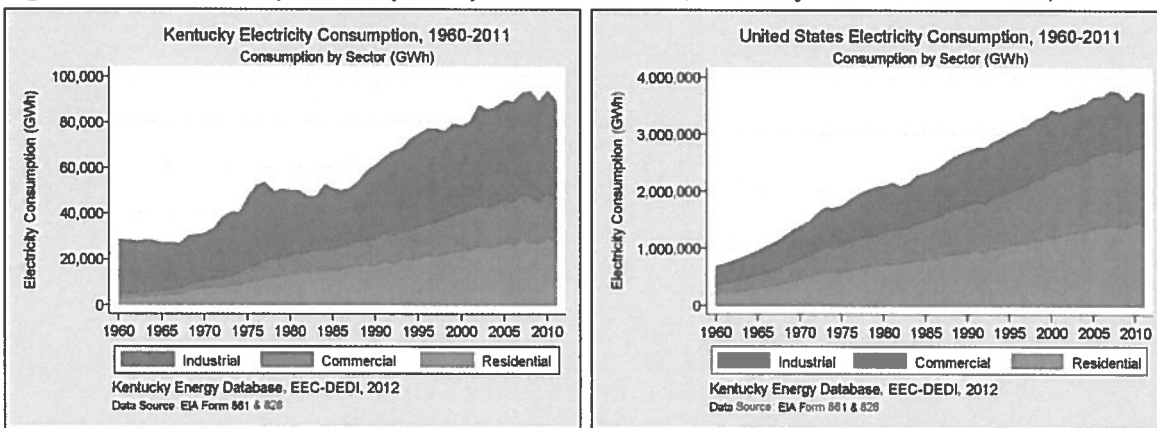 Kentucky Electricity Consumption, 1960-2011
Consumption by Sector (GWh)
Electricity Consumption (GWh)
100,000
80,000
60,000
40,000
20,000
0
1960 1965 1970 1975 1980 1985 1990 1995 2000 2005 2010
Industrial Commercial Residential
Kentucky Energy Database, EEC-DEDI, 2012
Data Source: EIA Form 861 & 826
United States Electricity Consumption, 1960-2011
Consumption by Sector (GWh)
Electricity Consumption (GWh)
4,000,000
3,000,000
2,000,000
1,000,000
0
1960 1965 1970 1975 1980 1985 1990 1995 2000 2005 2010
Industrial Commercial Residential
Kentucky Energy Database, EEC-DEDI, 2012
Data Source: EIA Form 861 & 826